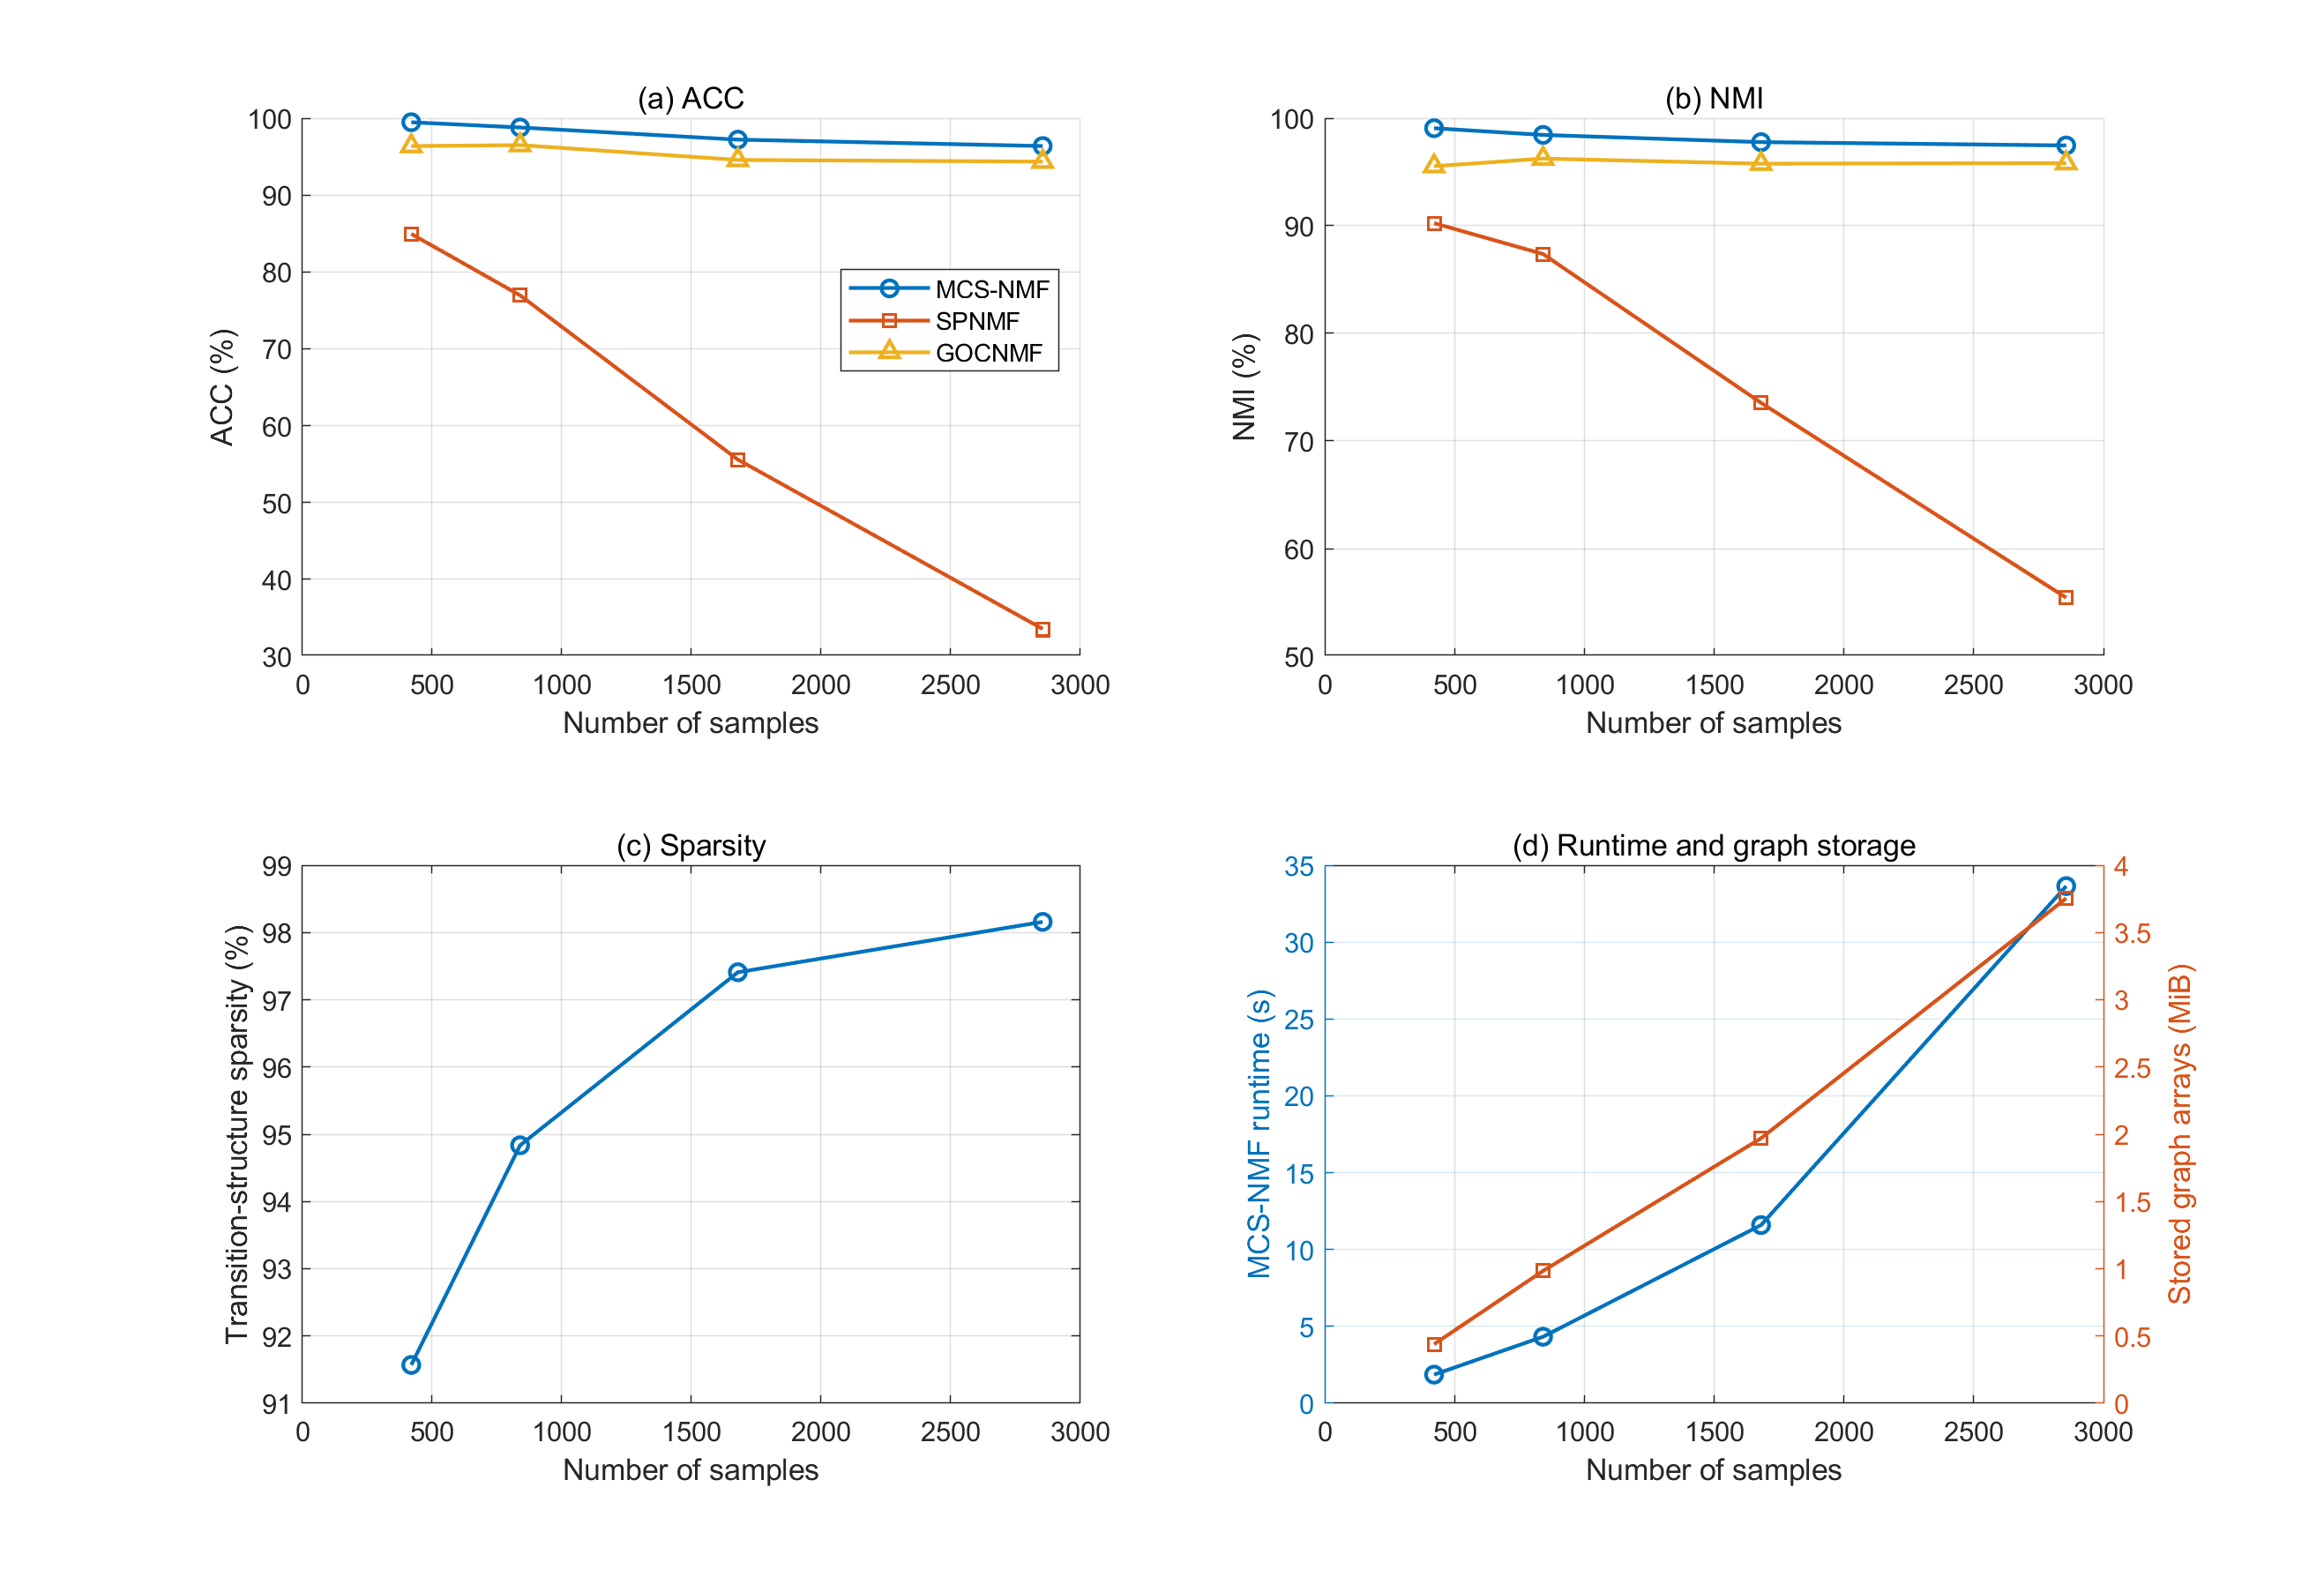 (a) ACC
ACC (%)
100
90
80
70
60
50
40
30
MCS-NMF
SPNMF
GOCNMF
0 500 1000 1500 2000 2500 3000
Number of samples
(b) NMI
NMI (%)
100
90
80
70
60
50
0 500 1000 1500 2000 2500 3000
Number of samples
(c) Sparsity
Transition-structure sparsity (%)
99
98
97
96
95
94
93
92
91
0 500 1000 1500 2000 2500 3000
Number of samples
(d) Runtime and graph storage
MCS-NMF runtime (s)
35
30
25
20
15
10
5
0
4
3.5
3
2.5
2
1.5
1
0.5
0
Stored graph arrays (MiB)
0 500 1000 1500 2000 2500 3000
Number of samples